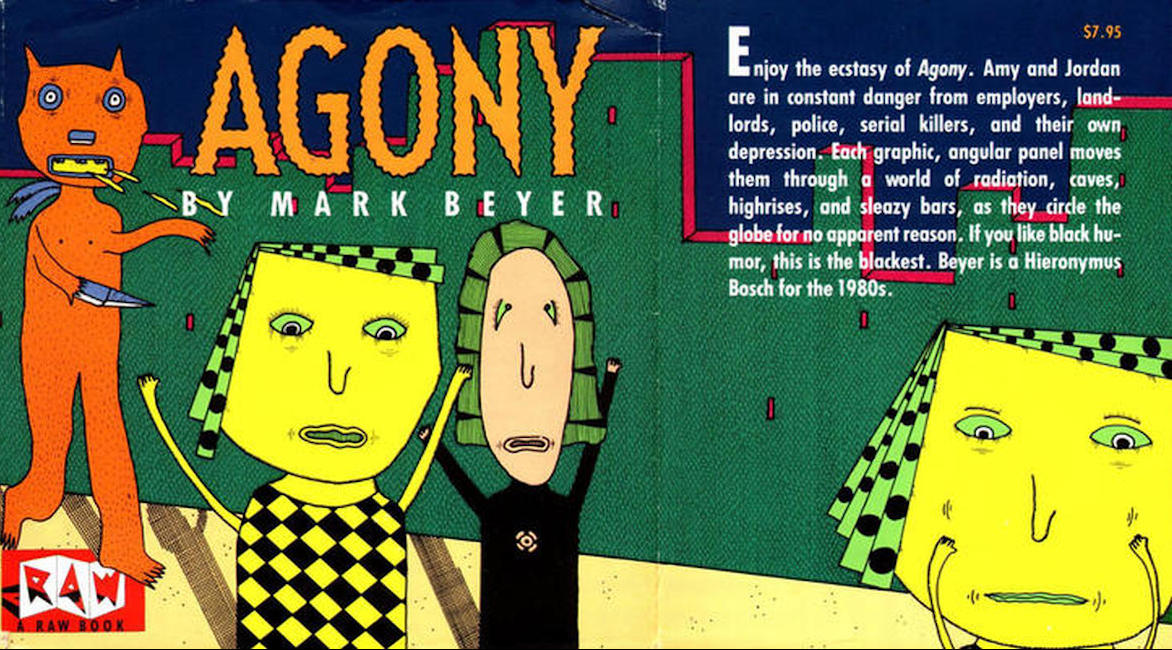 AGONY
BY MARK BEYER
RAW
A RAW BOOK
$7.95
Enjoy the ecstasy of Agony. Amy and Jordan
are in constant danger from employers, land-
lords, police, serial killers, and their own
depression. Each graphic, angular panel moves
them through a world of radiation, caves,
highrises, and sleazy bars, as they circle the
globe for no apparent reason. If you like black hu-
mor, this is the blackest. Beyer is a Hieronymus
Bosch for the 1980s.